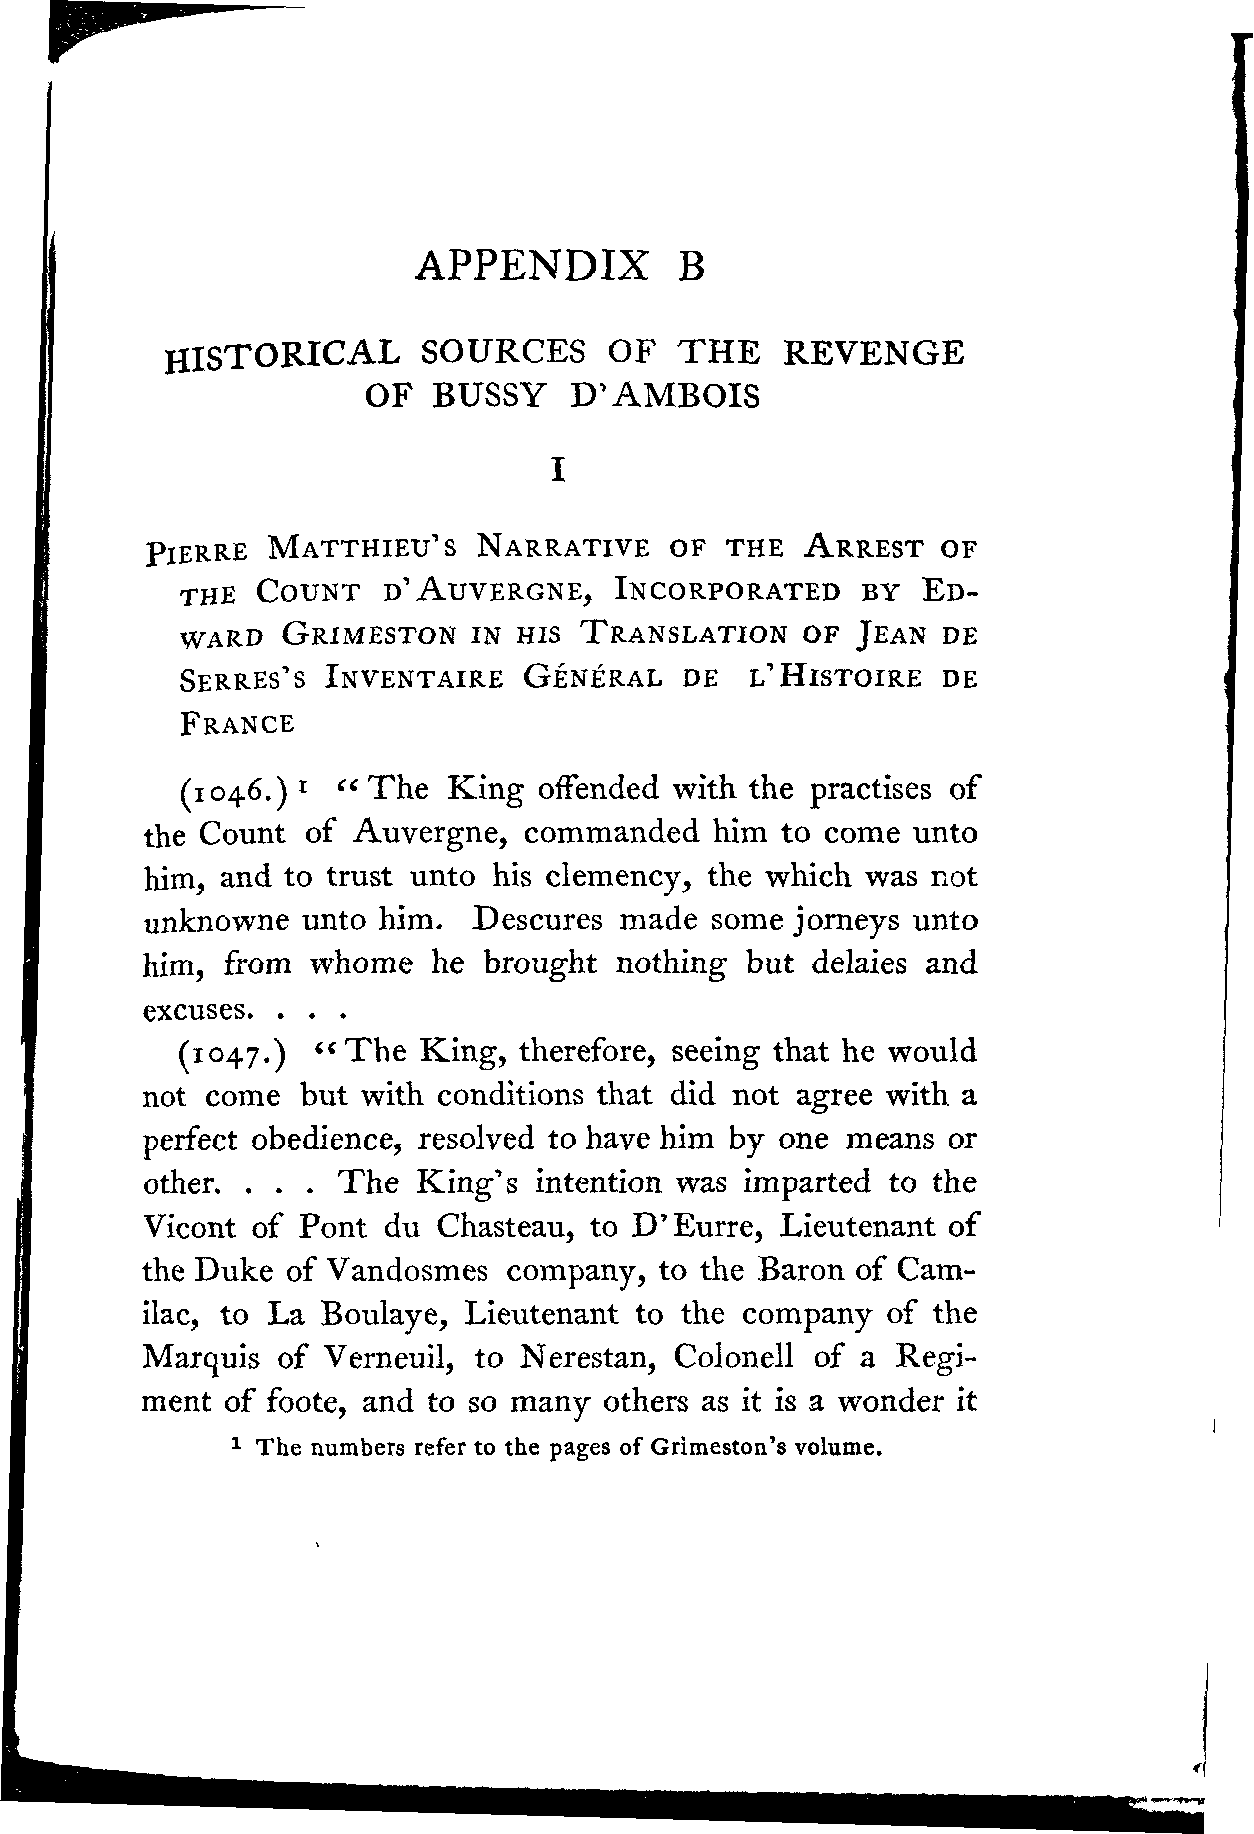 APPENDIX B
HISTORICAL SOURCES OF THE REVENGE
OF BUSSY D'AMBOIS
I
PIERRE MATTHIEU'S NARRATIVE OF THE ARREST OF
THE COUNT D'AUVERGNE, INCORPORATED BY ED-
WARD GRIMESTON IN HIS TRANSLATION OF JEAN DE
SERRES'S INVENTAIRE GÉNÉRAL DE L'HISTOIRE DE
FRANCE
(1046.) ¹ “The King offended with the practises of
the Count of Auvergne, commanded him to come unto
him, and to trust unto his clemency, the which was not
unknowne unto him. Descures made some jorneys unto
him, from whome he brought nothing but delaies and
excuses. . . .
(1047.) “The King, therefore, seeing that he would
not come but with conditions that did not agree with a
perfect obedience, resolved to have him by one means or
other. . . . The King's intention was imparted to the
Vicont of Pont du Chasteau, to D'Eurre, Lieutenant of
the Duke of Vandosmes company, to the Baron of Cam-
ilac, to La Boulaye, Lieutenant to the company of the
Marquis of Verneuil, to Nerestan, Colonell of a Regi-
ment of foote, and to so many others as it is a wonder it
¹ The numbers refer to the pages of Grimeston's volume.